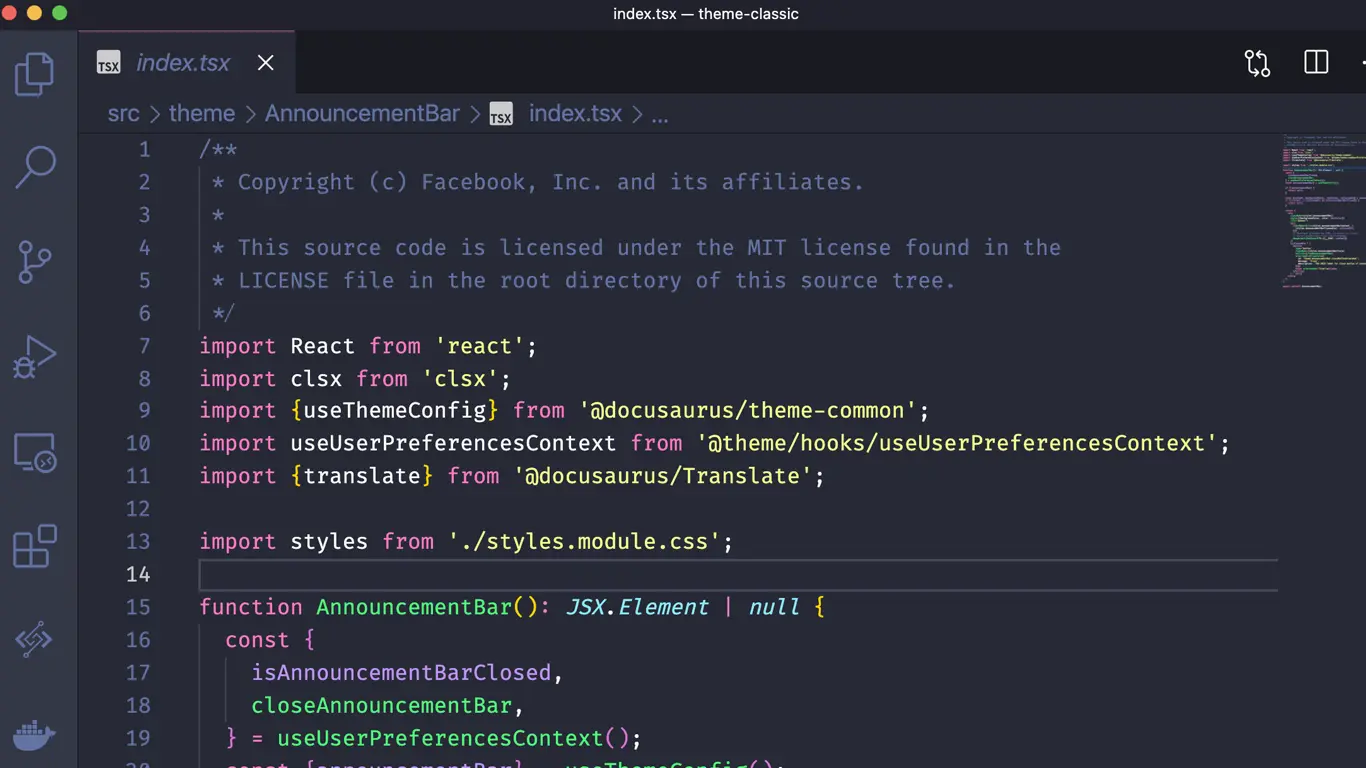 index.tsx — theme-classic
TSX index.tsx
src > theme > AnnouncementBar > TSX index.tsx > ...
1 /**
2 * Copyright (c) Facebook, Inc. and its affiliates.
3 *
4 * This source code is licensed under the MIT license found in the
5 * LICENSE file in the root directory of this source tree.
6 */
7 import React from 'react';
8 import clsx from 'clsx';
9 import {useThemeConfig} from '@docusaurus/theme-common';
10 import useUserPreferencesContext from '@theme/hooks/useUserPreferencesContext';
11 import {translate} from '@docusaurus/Translate';
12
13 import styles from './styles.module.css';
14
15 function AnnouncementBar(): JSX.Element | null {
16 const {
17 isAnnouncementBarClosed,
18 closeAnnouncementBar,
19 } = useUserPreferencesContext();
20 const {announcementBar} = useThemeConfig();